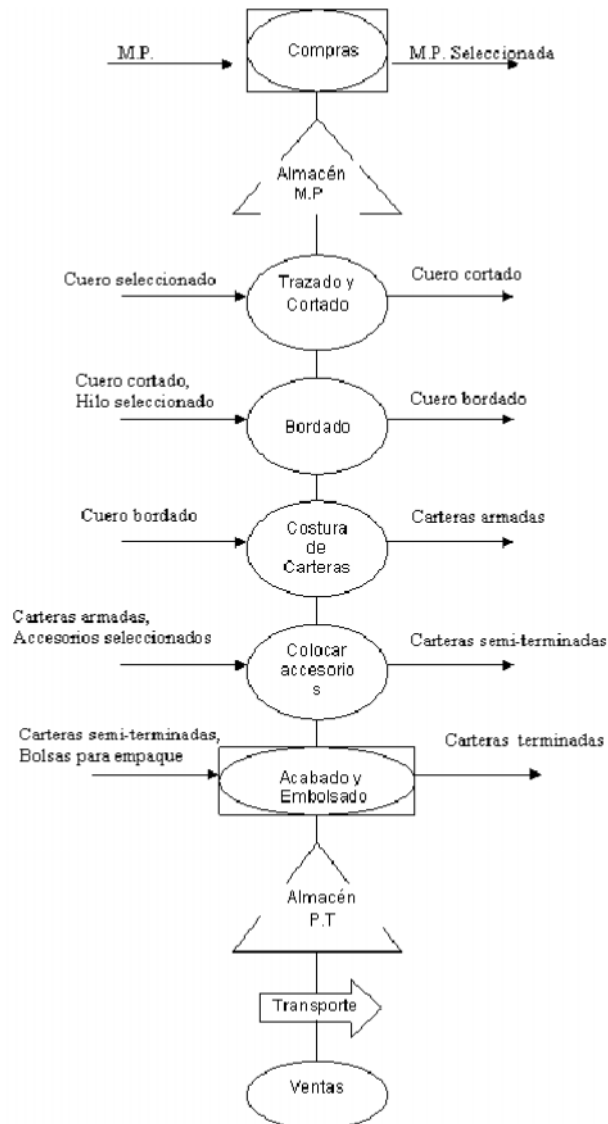 M.P.
Compras
M.P. Seleccionada
Almacén
M.P
Cuero seleccionado
Trazado y
Cortado
Cuero cortado
Cuero cortado,
Hilo seleccionado
Bordado
Cuero bordado
Cuero bordado
Costura
de
Carteras
Carteras armadas
Carteras armadas,
Accesorios seleccionados
Colocar
accesorio
s
Carteras semi-terminadas
Carteras semi-terminadas,
Bolsas para empaque
Acabado y
Embolsado
Carteras terminadas
Almacén
P.T
Transporte
Ventas